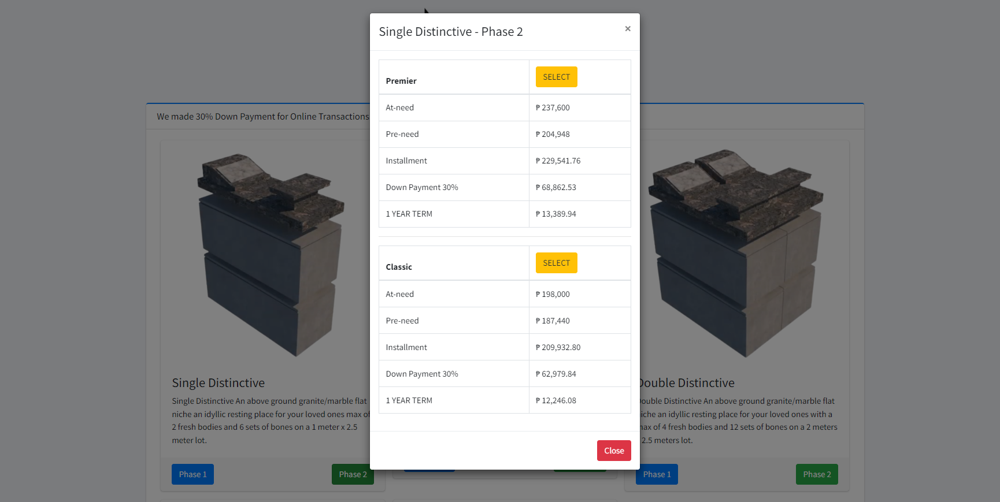 Single Distinctive - Phase 2
×
Premier SELECT
At-need ₱ 237,600
Pre-need ₱ 204,948
Installment ₱ 229,541.76
Down Payment 30% ₱ 68,862.53
1 YEAR TERM ₱ 13,389.94
Classic SELECT
At-need ₱ 198,000
Pre-need ₱ 187,440
Installment ₱ 209,932.80
Down Payment 30% ₱ 62,979.84
1 YEAR TERM ₱ 12,246.08
Close
We made 30% Down Payment for Online Transactions
Single Distinctive
Single Distinctive An above ground granite/marble flat
niche an idyllic resting place for your loved ones max of
2 fresh bodies and 6 sets of bones on a 1 meter x 2.5
meter lot.
Phase 1 Phase 2
Double Distinctive
Double Distinctive An above ground granite/marble flat
niche an idyllic resting place for your loved ones with a
max of 4 fresh bodies and 12 sets of bones on a 2 meters
2.5 meters lot.
Phase 1 Phase 2